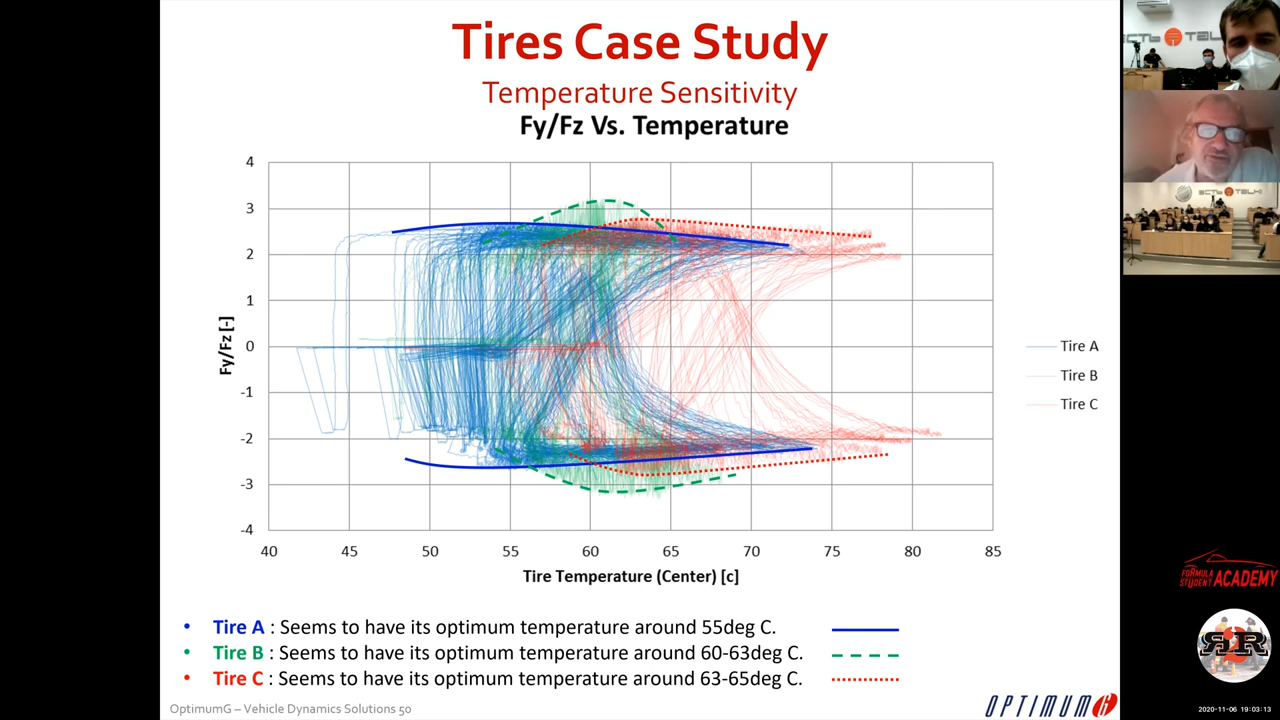 Tires Case Study
Temperature Sensitivity
Fy/Fz Vs. Temperature
4
3
2
1
0
-1
-2
-3
-4
Fy/Fz [-]
40 45 50 55 60 65 70 75 80 85
Tire Temperature (Center) [c]
Tire A
Tire B
Tire C
• Tire A : Seems to have its optimum temperature around 55deg C.
• Tire B : Seems to have its optimum temperature around 60-63deg C.
• Tire C : Seems to have its optimum temperature around 63-65deg C.
OptimumG – Vehicle Dynamics Solutions 50
OPTIMUMG
FORMULA STUDENT ACADEMY
2020-11-06 19:03:13